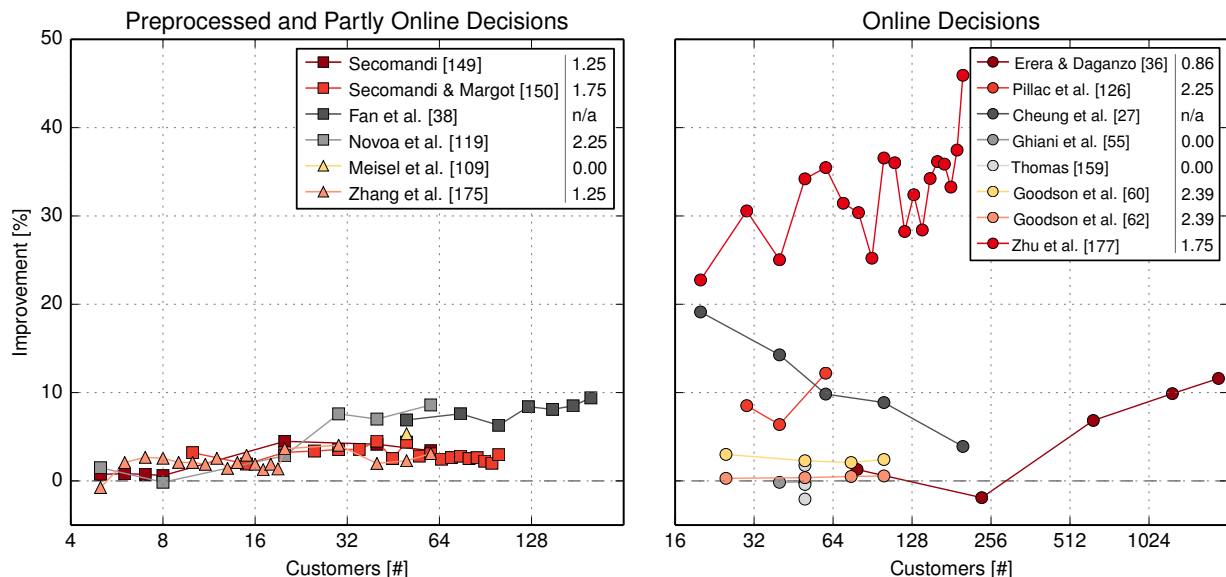 Preprocessed and Partly Online Decisions
Online Decisions
Improvement [%]
50
40
30
20
10
0
Secomandi [149] 1.25
Secomandi & Margot [150] 1.75
Fan et al. [38] n/a
Novoa et al. [119] 2.25
Meisel et al. [109] 0.00
Zhang et al. [175] 1.25
4 8 16 32 64 128
Customers [#]
Erera & Daganzo [36] 0.86
Pillac et al. [126] 2.25
Cheung et al. [27] n/a
Ghiani et al. [55] 0.00
Thomas [159] 0.00
Goodson et al. [60] 2.39
Goodson et al. [62] 2.39
Zhu et al. [177] 1.75
16 32 64 128 256 512 1024
Customers [#]